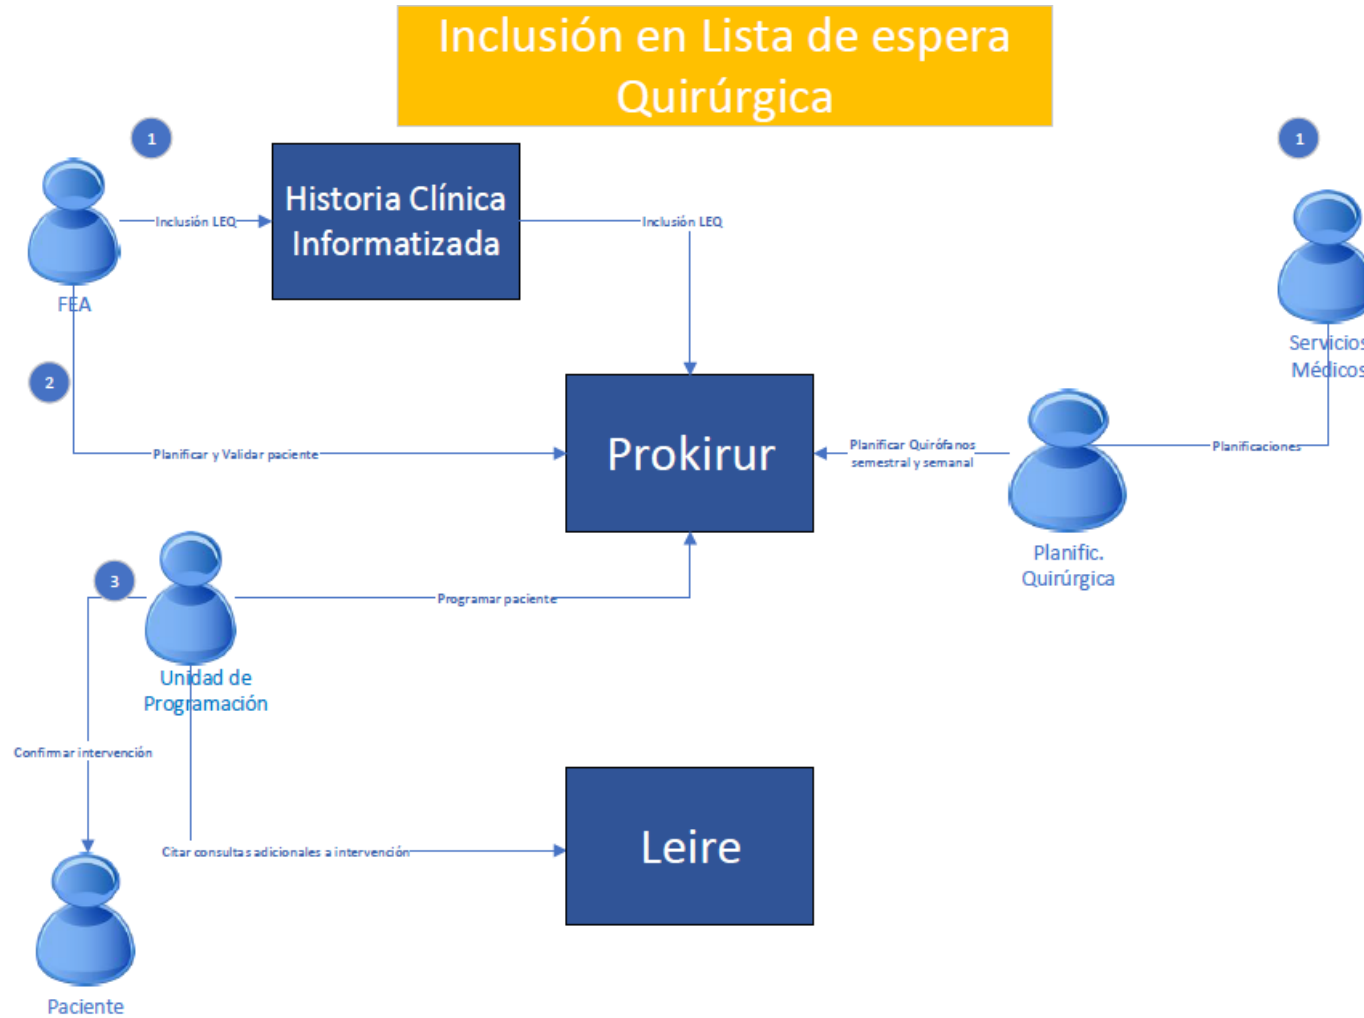 Inclusión en Lista de espera
Quirúrgica
1
1
Historia Clínica
Informatizada
Inclusión LEQ
Inclusión LEQ
FEA
Servicios
Médicos
2
Prokirur
Planificar y Validar paciente
Planificar Quirófanos
semestral y semanal
Planificaciones
Planific.
Quirúrgica
3
Programar paciente
Unidad de
Programación
Confirmar intervención
Citar consultas adicionales a intervención
Leire
Paciente